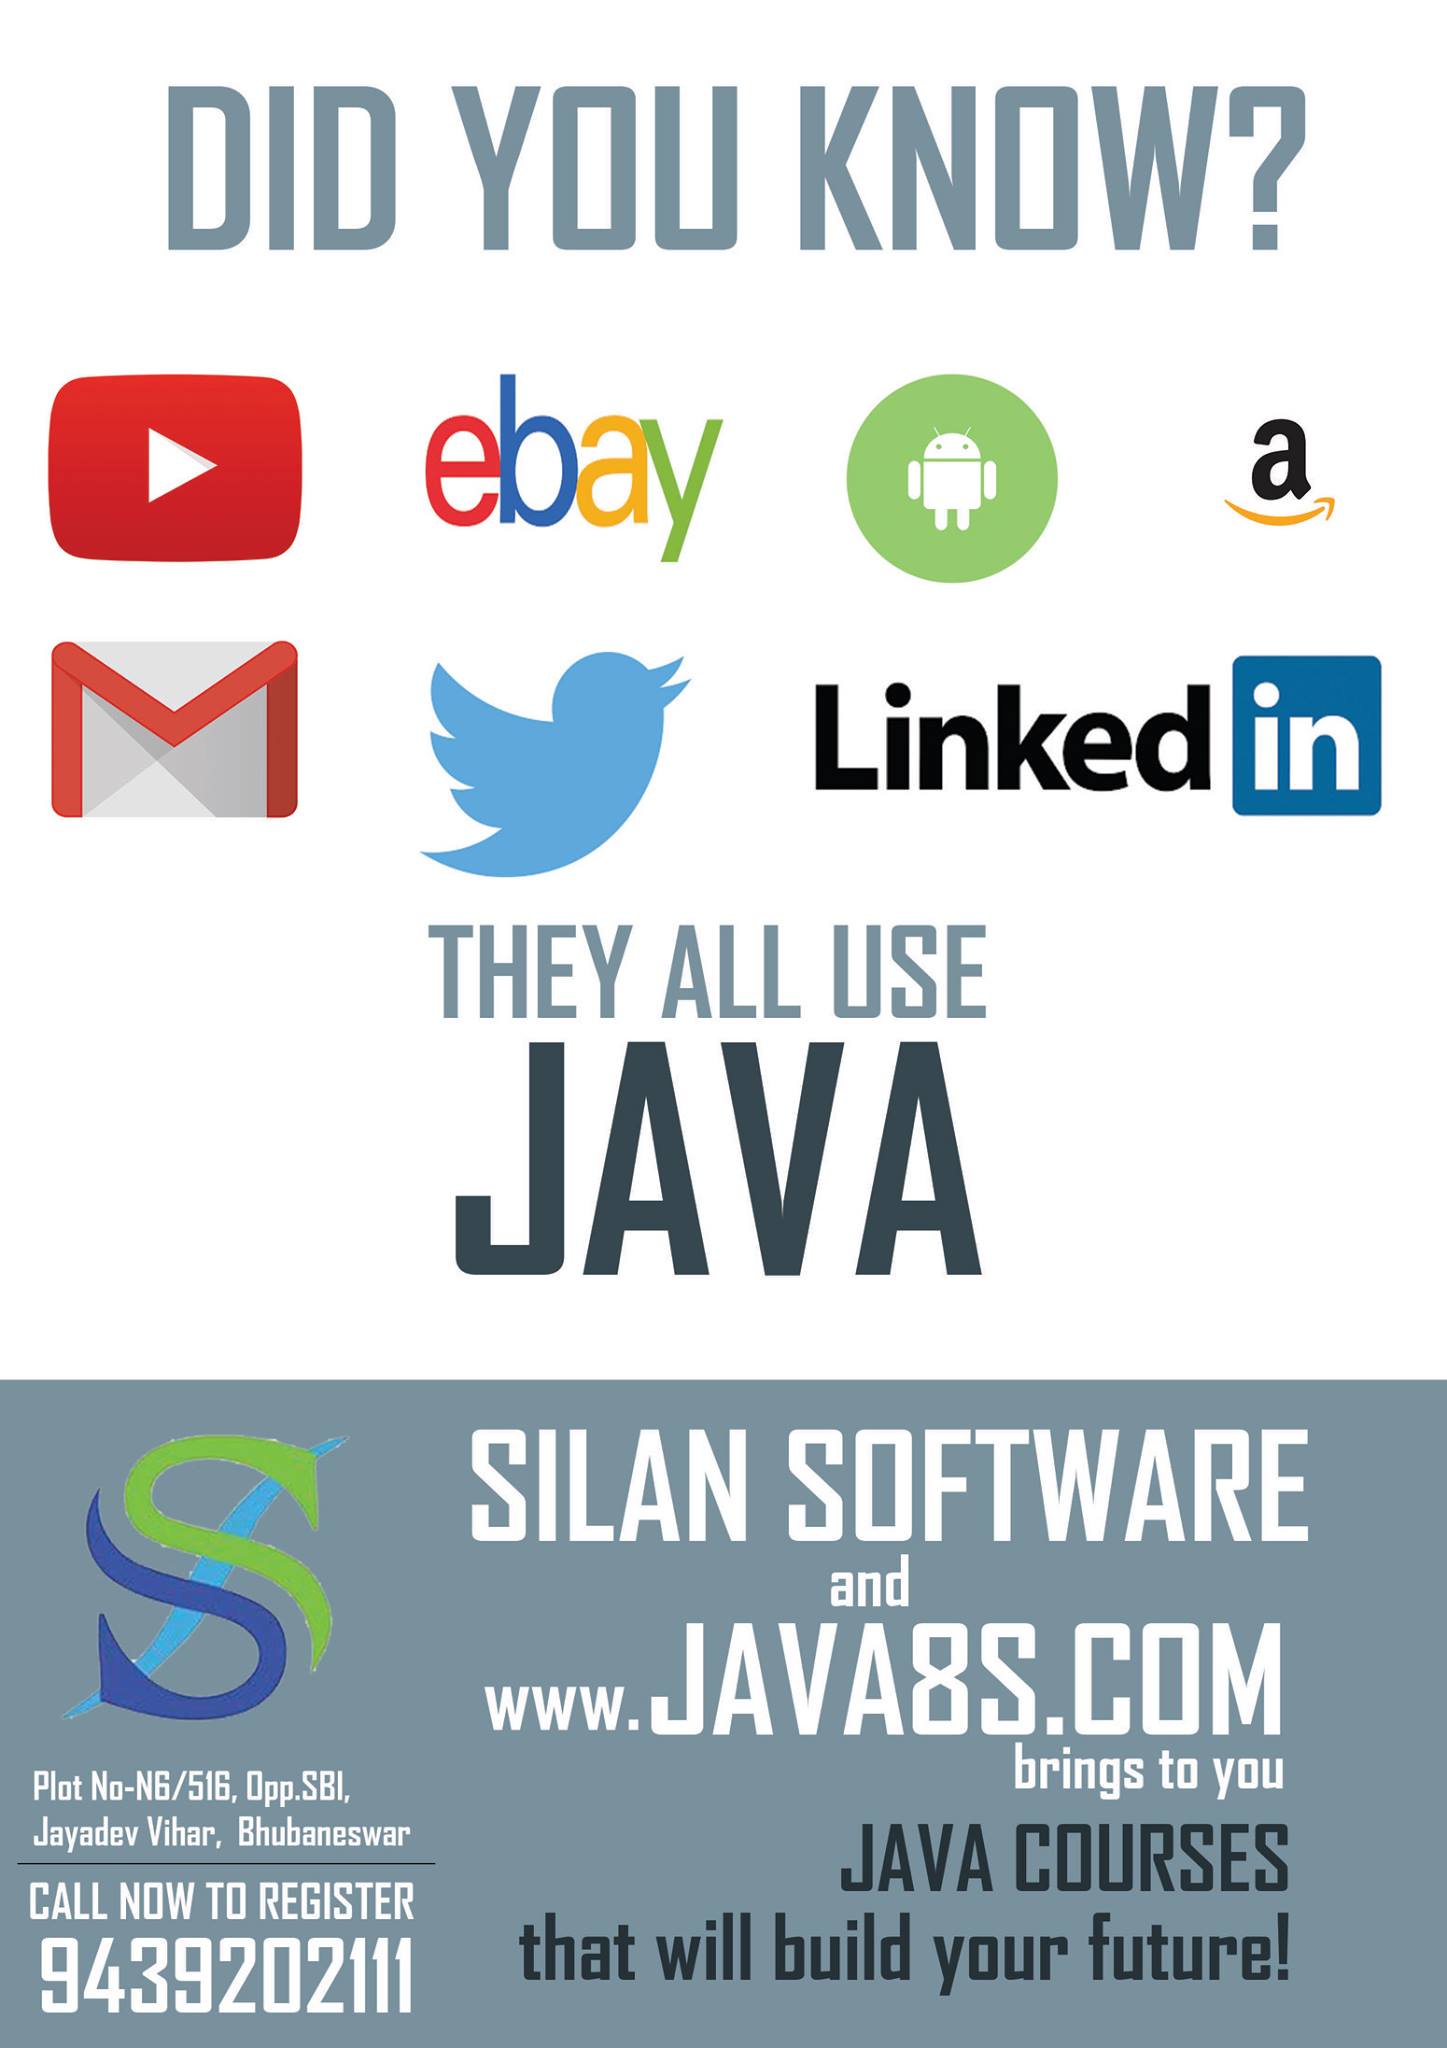 DID YOU KNOW?
ebay
a
Linked in
THEY ALL USE
JAVA
SILAN SOFTWARE
and
www.JAVA8S.COM
brings to you
JAVA COURSES
that will build your future!
Plot No-N6/516, Opp.SBI,
Jayadev Vihar, Bhubaneswar
CALL NOW TO REGISTER
9439202111